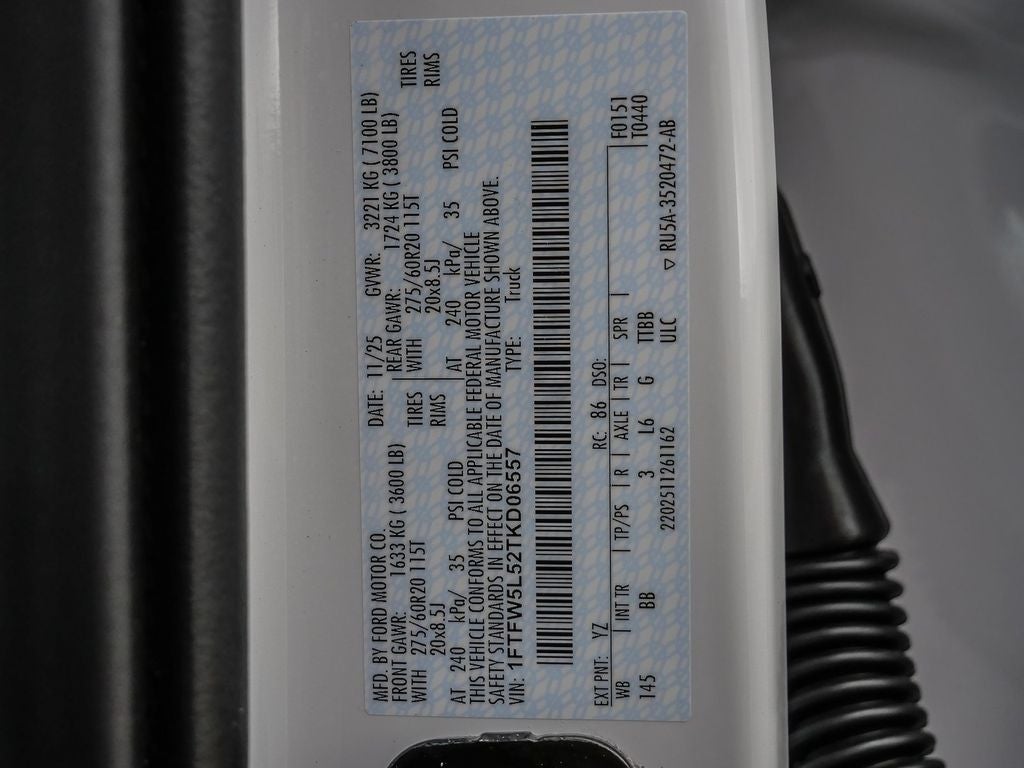 MFD. BY FORD MOTOR CO.
DATE: 11/25 GVWR: 3221 KG ( 7100 LB)
FRONT GAWR: 1633 KG ( 3600 LB) REAR GAWR: 1724 KG ( 3800 LB)
WITH 275/60R20 115T TIRES WITH 275/60R20 115T TIRES
20x8.5J RIMS 20x8.5J RIMS
AT 240 kPa/ 35 PSI COLD AT 240 kPa/ 35 PSI COLD
THIS VEHICLE CONFORMS TO ALL APPLICABLE FEDERAL MOTOR VEHICLE
SAFETY STANDARDS IN EFFECT ON THE DATE OF MANUFACTURE SHOWN ABOVE.
VIN: 1FTFW5L52TKD06557 TYPE: Truck
EXT PNT: YZ RC: 86 DSO: F0151
WB | INT TR | TP/PS | R | AXLE | TR | SPR | T0440
145 BB 3 L6 G TIBB
2202511261162 ULC ▽ RU5A-3520472-AB